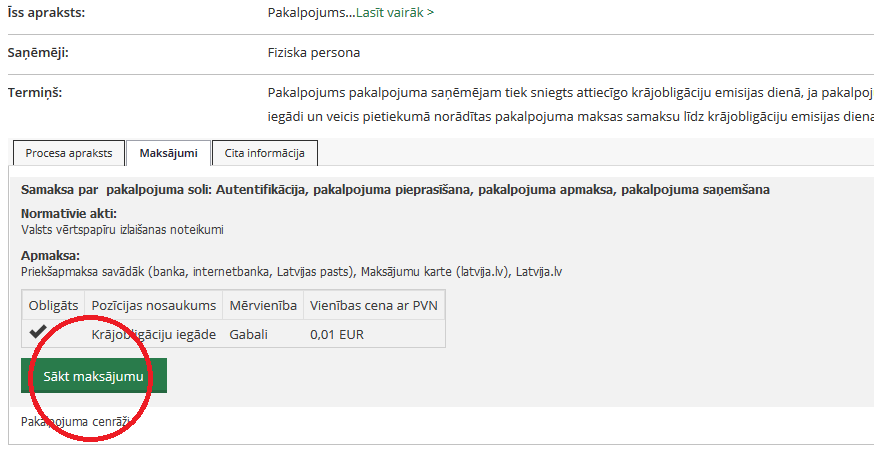 Īss apraksts: Pakalpojums...Lasīt vairāk >
Saņēmēji: Fiziska persona
Termiņš: Pakalpojums pakalpojuma saņēmējam tiek sniegts attiecīgo krājobligāciju emisijas dienā, ja pakalpoj
iegādi un veicis pietiekumā norādītas pakalpojuma maksas samaksu līdz krājobligāciju emisijas diena
Procesa apraksts Maksājumi Cita informācija
Samaksa par pakalpojuma soli: Autentifikācija, pakalpojuma pieprasīšana, pakalpojuma apmaksa, pakalpojuma saņemšana
Normatīvie akti:
Valsts vērtspapīru izlaišanas noteikumi
Apmaksa:
Priekšapmaksa savādāk (banka, internetbanka, Latvijas pasts), Maksājumu karte (latvija.lv), Latvija.lv
Obligāts Pozīcijas nosaukums Mērvienība Vienības cena ar PVN
Krājobligāciju iegāde Gabali 0,01 EUR
Sākt maksājumu
Pakalpojuma cenrāži